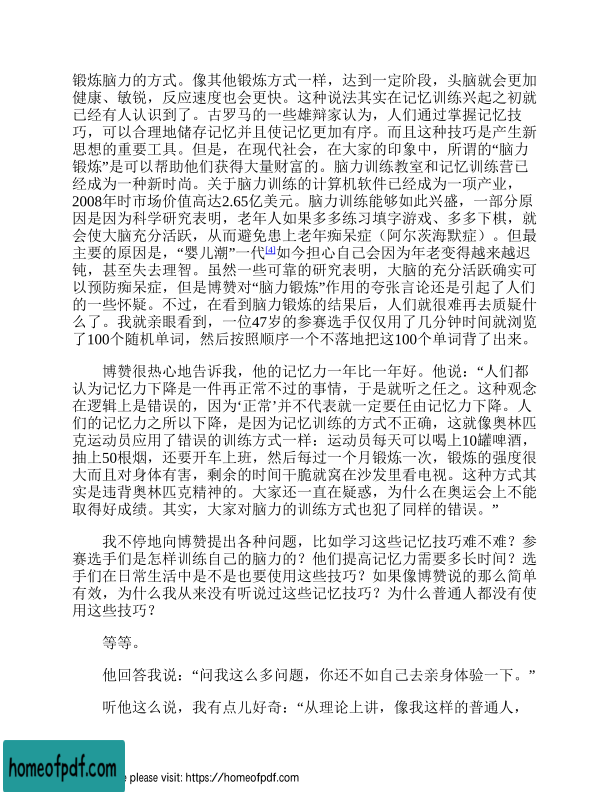 锻炼脑力的方式。像其他锻炼方式一样，达到一定阶段，头脑就会更加
健康、敏锐，反应速度也会更快。这种说法其实在记忆训练兴起之初就
已经有人认识到了。古罗马的一些雄辩家认为，人们通过掌握记忆技
巧，可以合理地储存记忆并且使记忆更加有序。而且这种技巧是产生新
思想的重要工具。但是，在现代社会，在大家的印象中，所谓的“脑力
锻炼”是可以帮助他们获得大量财富的。脑力训练教室和记忆训练营已
经成为一种新时尚。关于脑力训练的计算机软件已经成为一项产业，
2008年时市场价值高达2.65亿美元。脑力训练能够如此兴盛，一部分原
因是因为科学研究表明，老年人如果多多练习填字游戏、多多下棋，就
会使大脑充分活跃，从而避免患上老年痴呆症（阿尔茨海默症）。但最
主要的原因是，“婴儿潮”一代[4]如今担心自己会因为年老变得越来越迟
钝，甚至失去理智。虽然一些可靠的研究表明，大脑的充分活跃确实可
以预防痴呆症，但是博赞对“脑力锻炼”作用的夸张言论还是引起了人们
的一些怀疑。不过，在看到脑力锻炼的结果后，人们就很难再去质疑什
么了。我就亲眼看到，一位47岁的参赛选手仅仅用了几分钟时间就浏览
了100个随机单词，然后按照顺序一个不落地把这100个单词背了出来。
博赞很热心地告诉我，他的记忆力一年比一年好。他说：“人们都
认为记忆力下降是一件再正常不过的事情，于是就听之任之。这种观念
在逻辑上是错误的，因为‘正常’并不代表就一定要任由记忆力下降。人
们的记忆力之所以下降，是因为记忆训练的方式不正确，这就像奥林匹
克运动员应用了错误的训练方式一样：运动员每天可以喝上10罐啤酒，
抽上50根烟，还要开车上班，然后每过一个月锻炼一次，锻炼的强度很
大而且对身体有害，剩余的时间干脆就窝在沙发里看电视。这种方式其
实是违背奥林匹克精神的。大家还一直在疑惑，为什么在奥运会上不能
取得好成绩。其实，大家对脑力的训练方式也犯了同样的错误。”
我不停地向博赞提出各种问题，比如学习这些记忆技巧难不难？参
赛选手们是怎样训练自己的脑力的？他们提高记忆力需要多长时间？选
手们在日常生活中是不是也要使用这些技巧？如果像博赞说的那么简单
有效，为什么我从来没有听说过这些记忆技巧？为什么普通人都没有使
用这些技巧？
等等。
他回答我说：“问我这么多问题，你还不如自己去亲身体验一下。”
听他这么说，我有点儿好奇：“从理论上讲，像我这样的普通人，
homeofpdf.com
please visit: https://homeofpdf.com